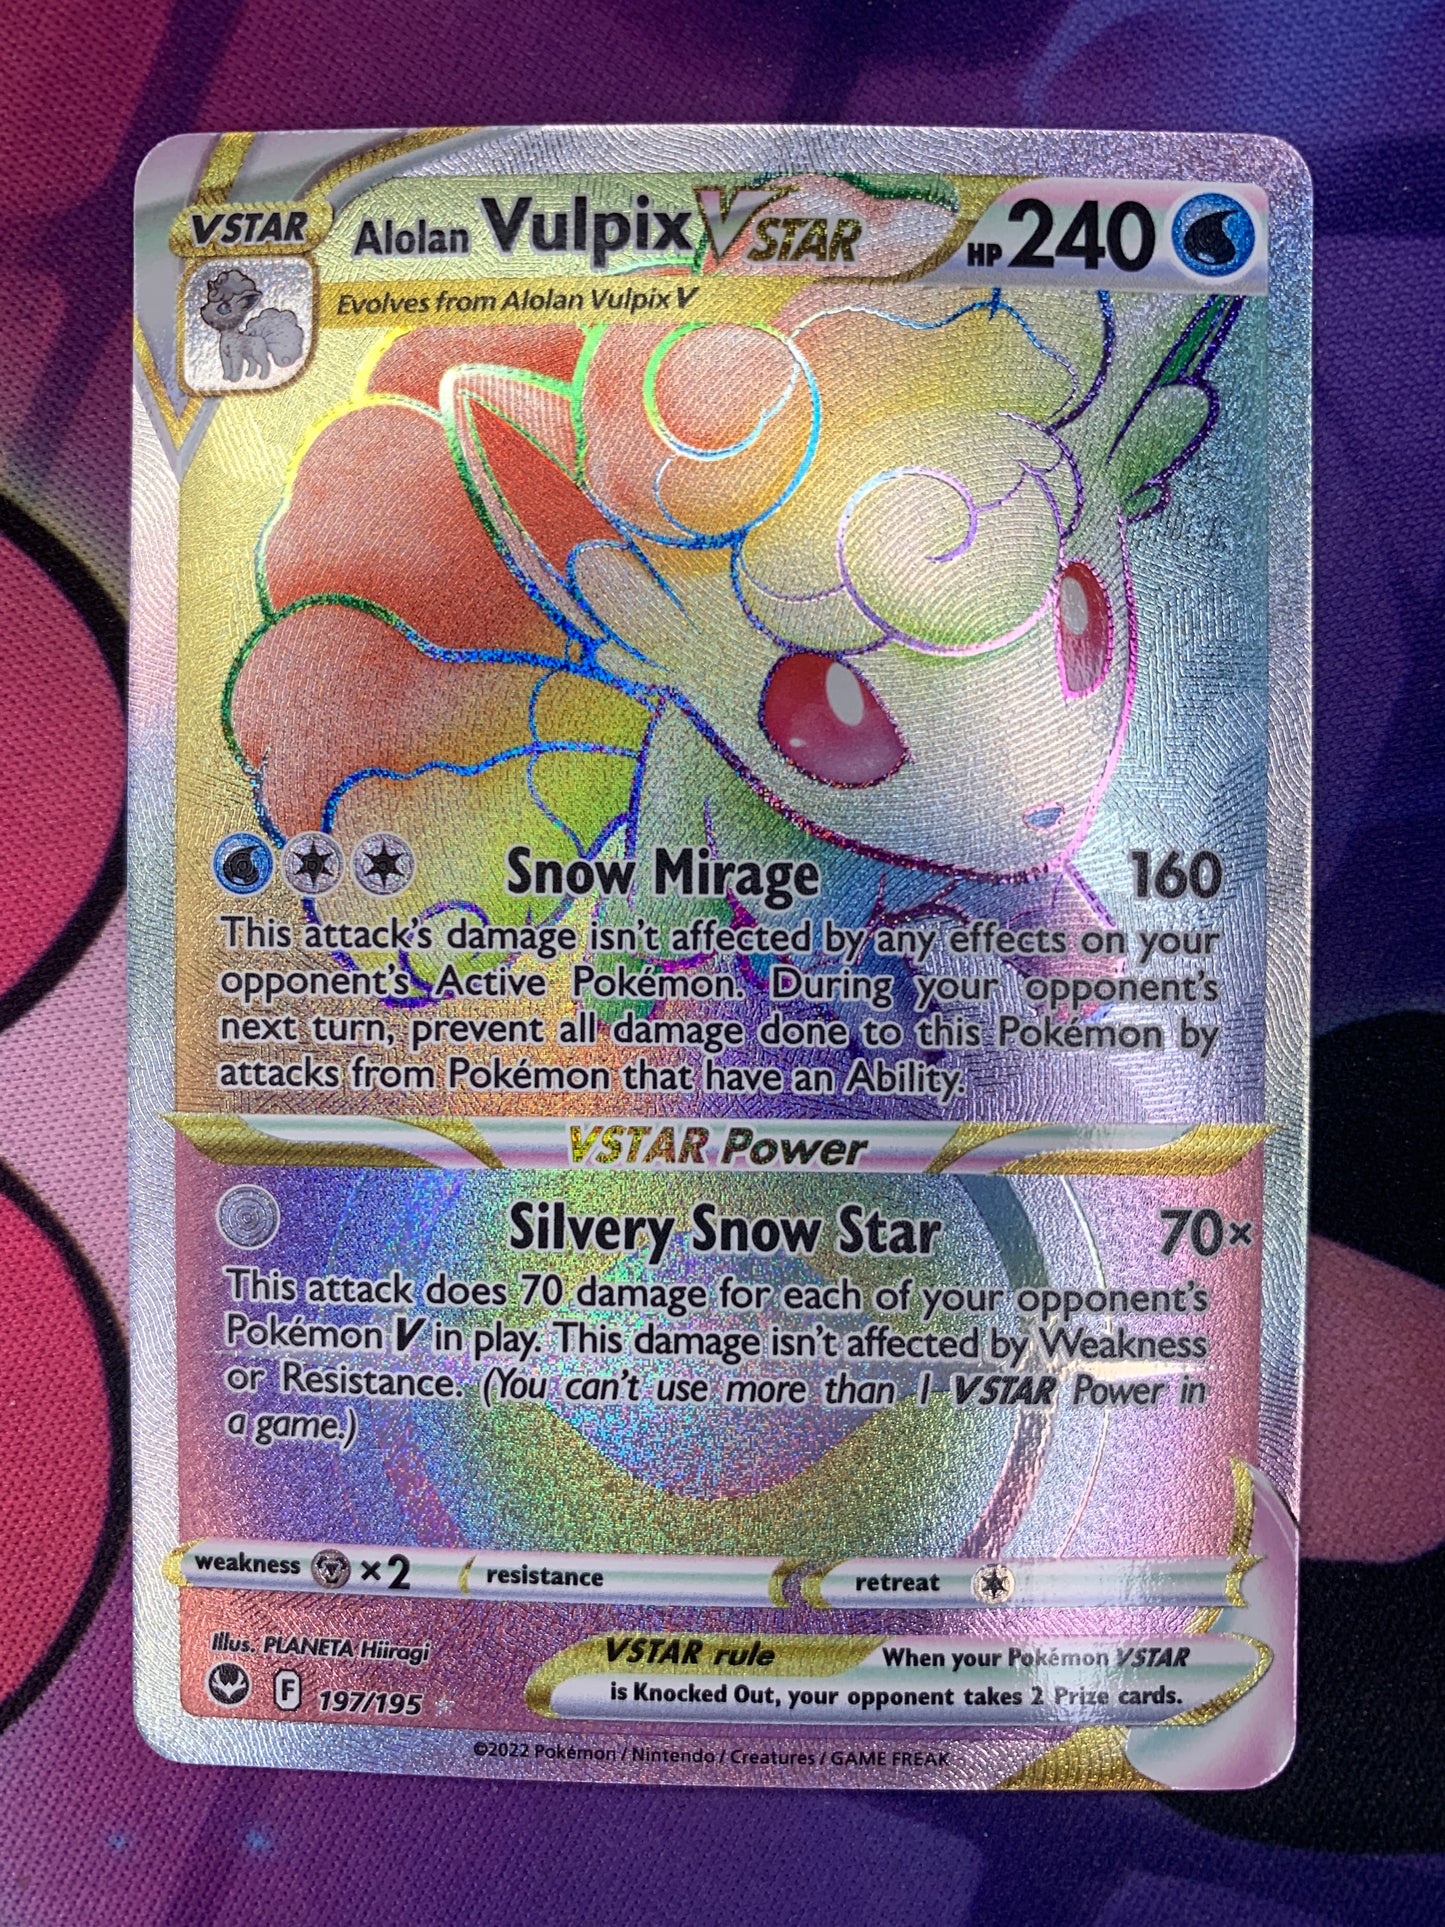 VSTAR
Alolan Vulpix VSTAR
HP 240
Evolves from Alolan Vulpix V
Snow Mirage 160
This attack's damage isn't affected by any effects on your
opponent's Active Pokémon. During your opponent's
next turn, prevent all damage done to this Pokémon by
attacks from Pokémon that have an Ability.
VSTAR Power
Silvery Snow Star 70×
This attack does 70 damage for each of your opponent's
Pokémon V in play. This damage isn't affected by Weakness
or Resistance. (You can't use more than 1 VSTAR Power in
a game.)
weakness ×2 resistance retreat
Illus. PLANETA Hiiragi
F 197/195
VSTAR rule When your Pokémon VSTAR
is Knocked Out, your opponent takes 2 Prize cards.
©2022 Pokémon / Nintendo / Creatures / GAME FREAK